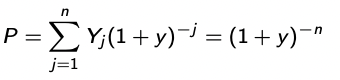 P = \sum_{j=1}^{n} Y_j(1 + y)^{-j} = (1 + y)^{-n}